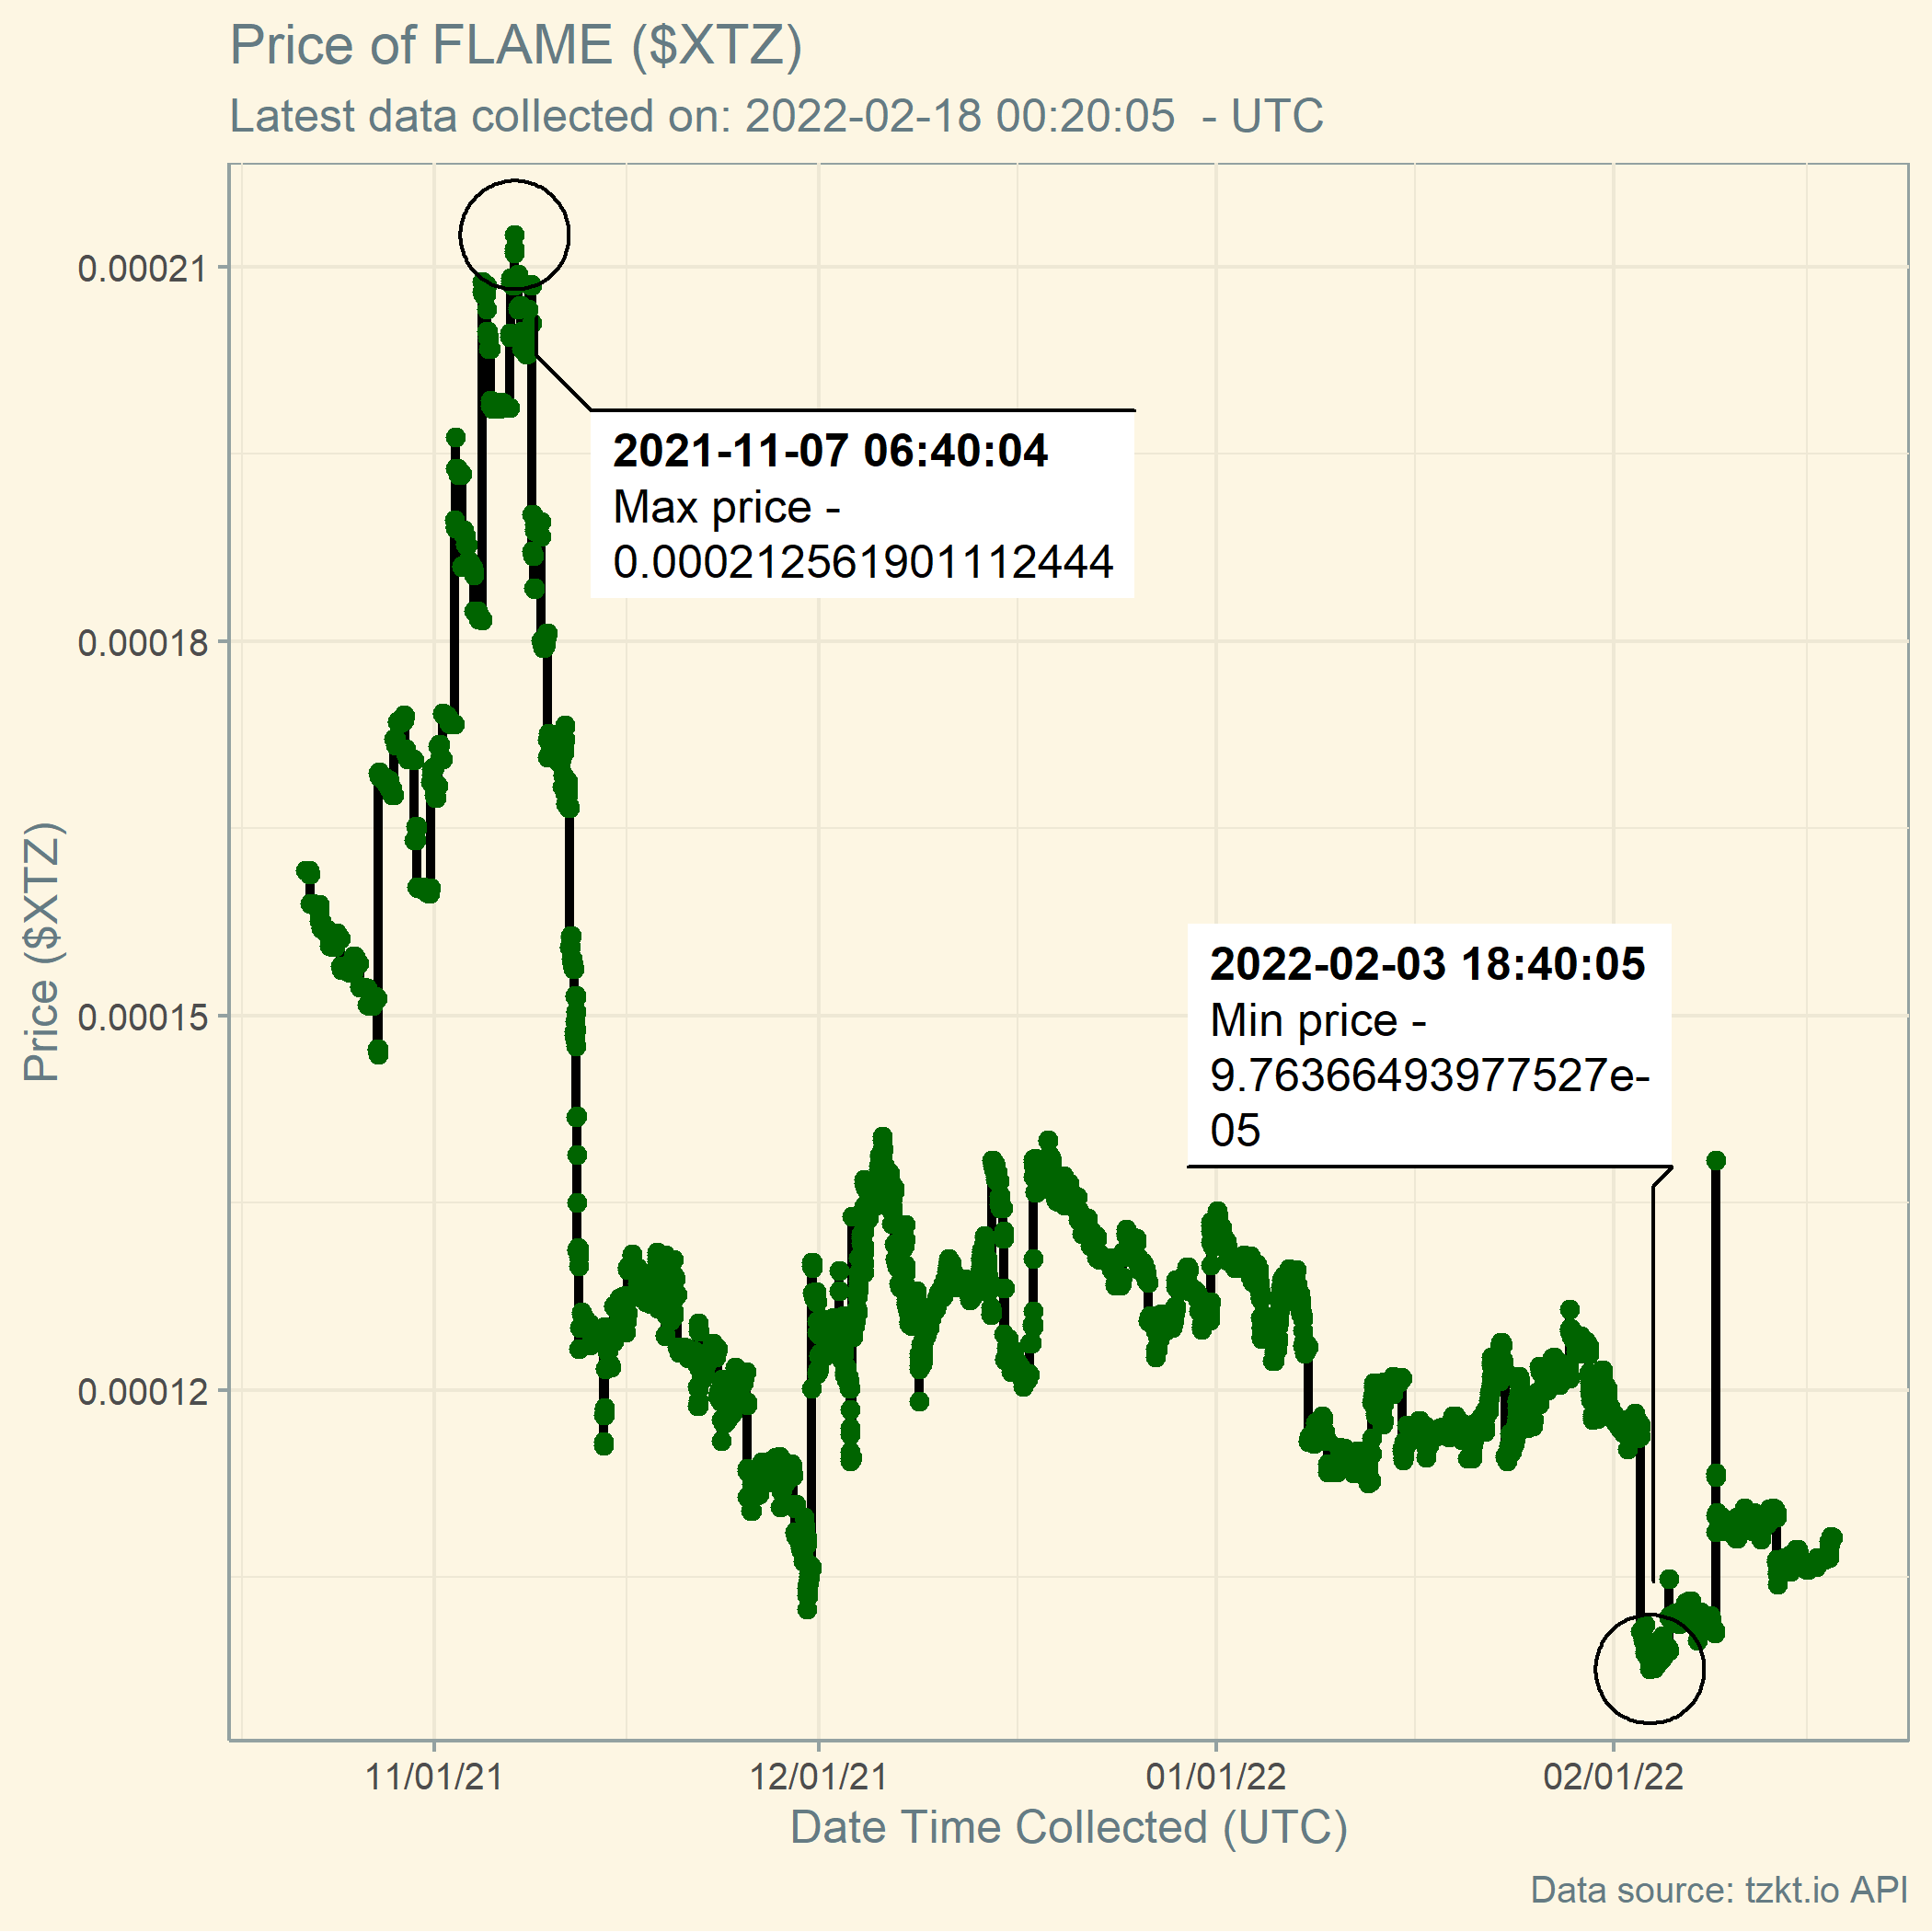 Price of FLAME ($XTZ)
Latest data collected on: 2022-02-18 00:20:05 - UTC
0.00021
0.00018
0.00015
0.00012
Price ($XTZ)
2021-11-07 06:40:04
Max price -
0.000212561901112444
2022-02-03 18:40:05
Min price -
9.76366493977527e-
05
11/01/21
12/01/21
01/01/22
02/01/22
Date Time Collected (UTC)
Data source: tzkt.io API